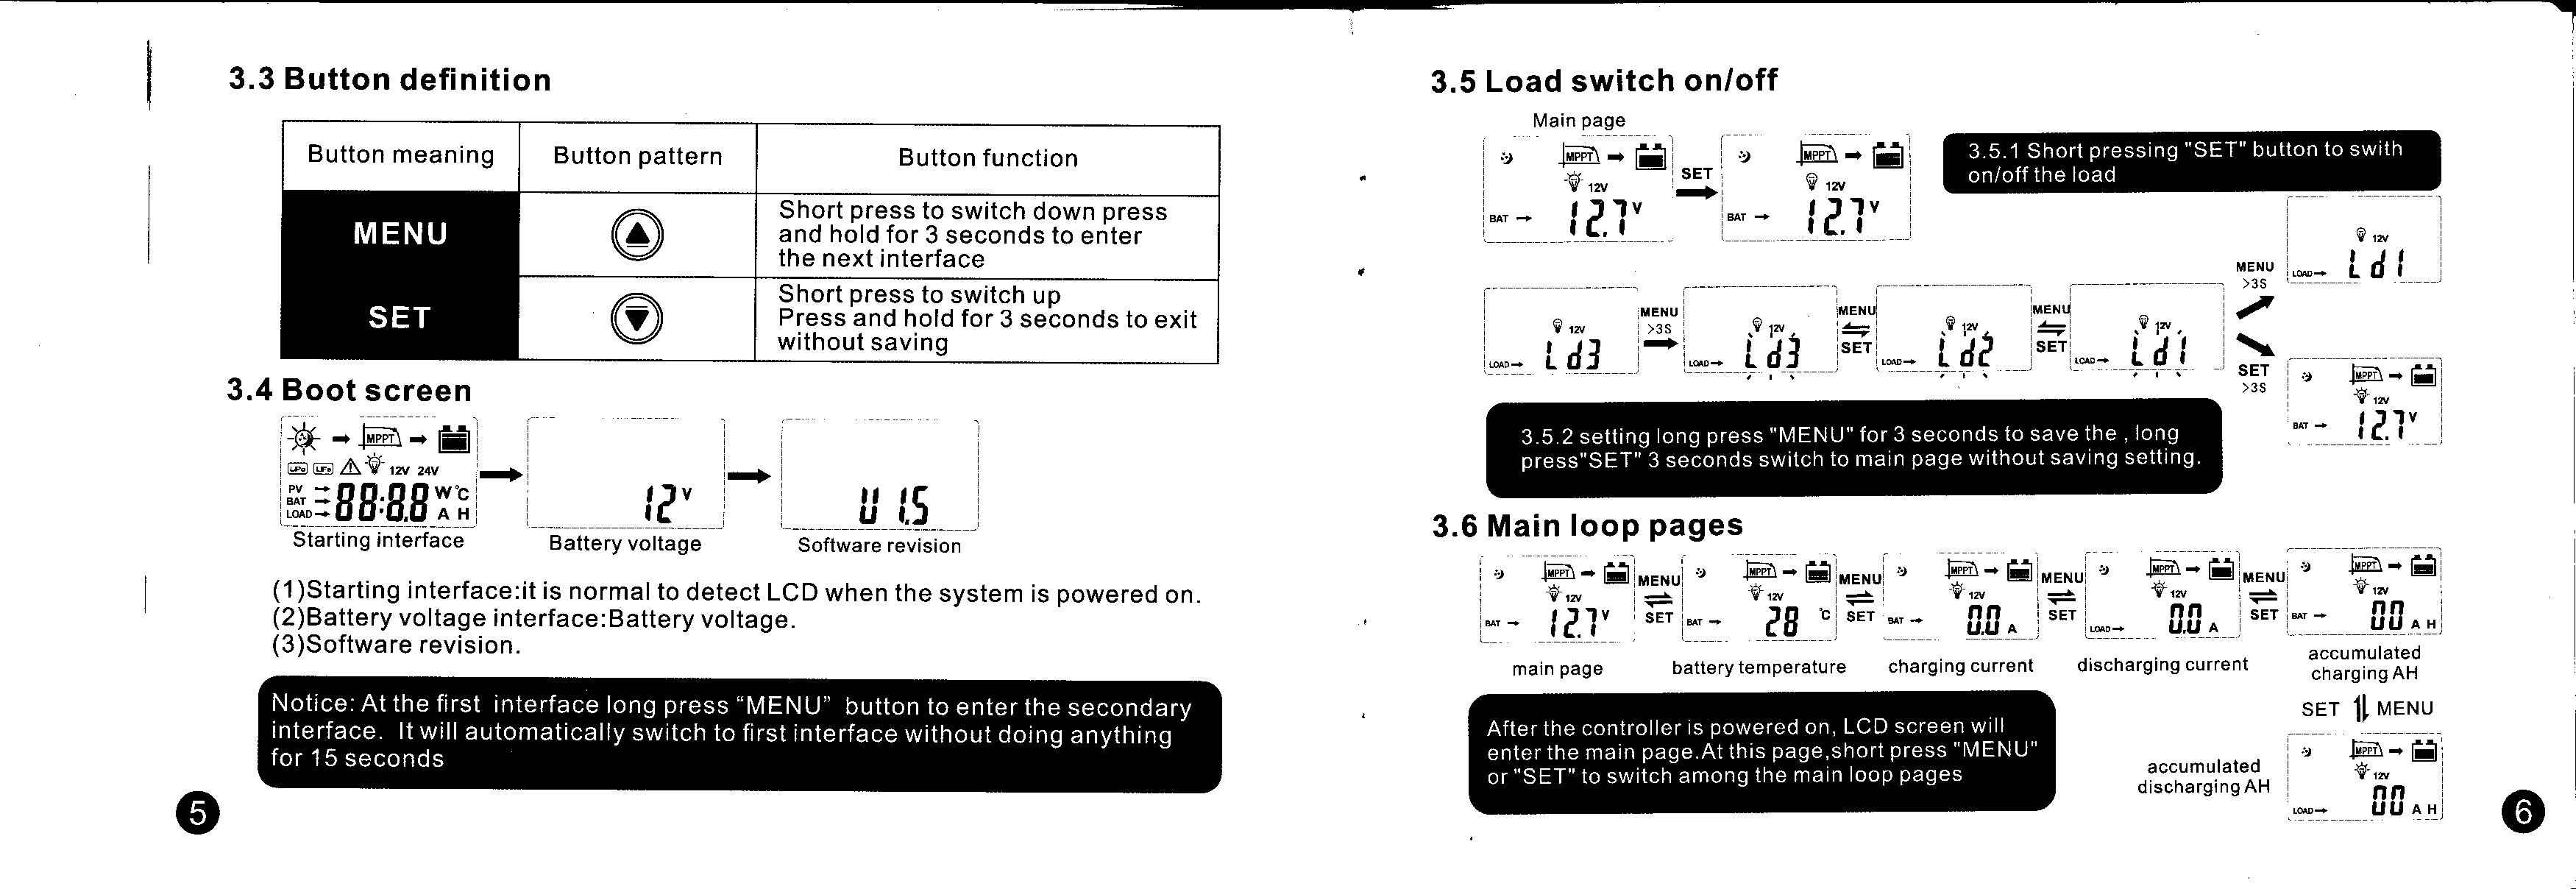 3.3 Button definition
Button meaning
Button pattern
Button function
MENU
Short press to switch down press
and hold for 3 seconds to enter
the next interface
SET
Short press to switch up
Press and hold for 3 seconds to exit
without saving
3.4 Boot screen
MPPT
LiPo LiFe 12V 24V
PV
BAT
LOAD
88:8.8 W °C
A H
12 V
U 1.5
Starting interface
Battery voltage
Software revision
(1)Starting interface:it is normal to detect LCD when the system is powered on.
(2)Battery voltage interface:Battery voltage.
(3)Software revision.
Notice: At the first interface long press “MENU” button to enter the secondary
interface. It will automatically switch to first interface without doing anything
for 15 seconds
5
3.5 Load switch on/off
Main page
MPPT
12V
BAT
12.7 V
SET
MPPT
12V
BAT
12.7 V
3.5.1 Short pressing "SET" button to swith
on/off the load
12V
LOAD
Ld3
MENU
>3S
12V
LOAD
Ld3
MENU
SET
12V
LOAD
Ld2
MENU
SET
12V
LOAD
Ld1
MENU
>3S
12V
LOAD
Ld1
SET
>3S
MPPT
12V
BAT
12.7 V
3.5.2 setting long press "MENU" for 3 seconds to save the , long
press"SET" 3 seconds switch to main page without saving setting.
3.6 Main loop pages
MPPT
12V
BAT
12.7 V
MENU
SET
MPPT
12V
BAT
28 °C
MENU
SET
MPPT
12V
BAT
0.0 A
MENU
SET
MPPT
12V
LOAD
0.0 A
MENU
SET
MPPT
12V
BAT
00 A H
main page
battery temperature
charging current
discharging current
accumulated
charging AH
SET MENU
After the controller is powered on, LCD screen will
enter the main page.At this page,short press "MENU"
or "SET" to switch among the main loop pages
accumulated
discharging AH
MPPT
12V
LOAD
00 A H
6